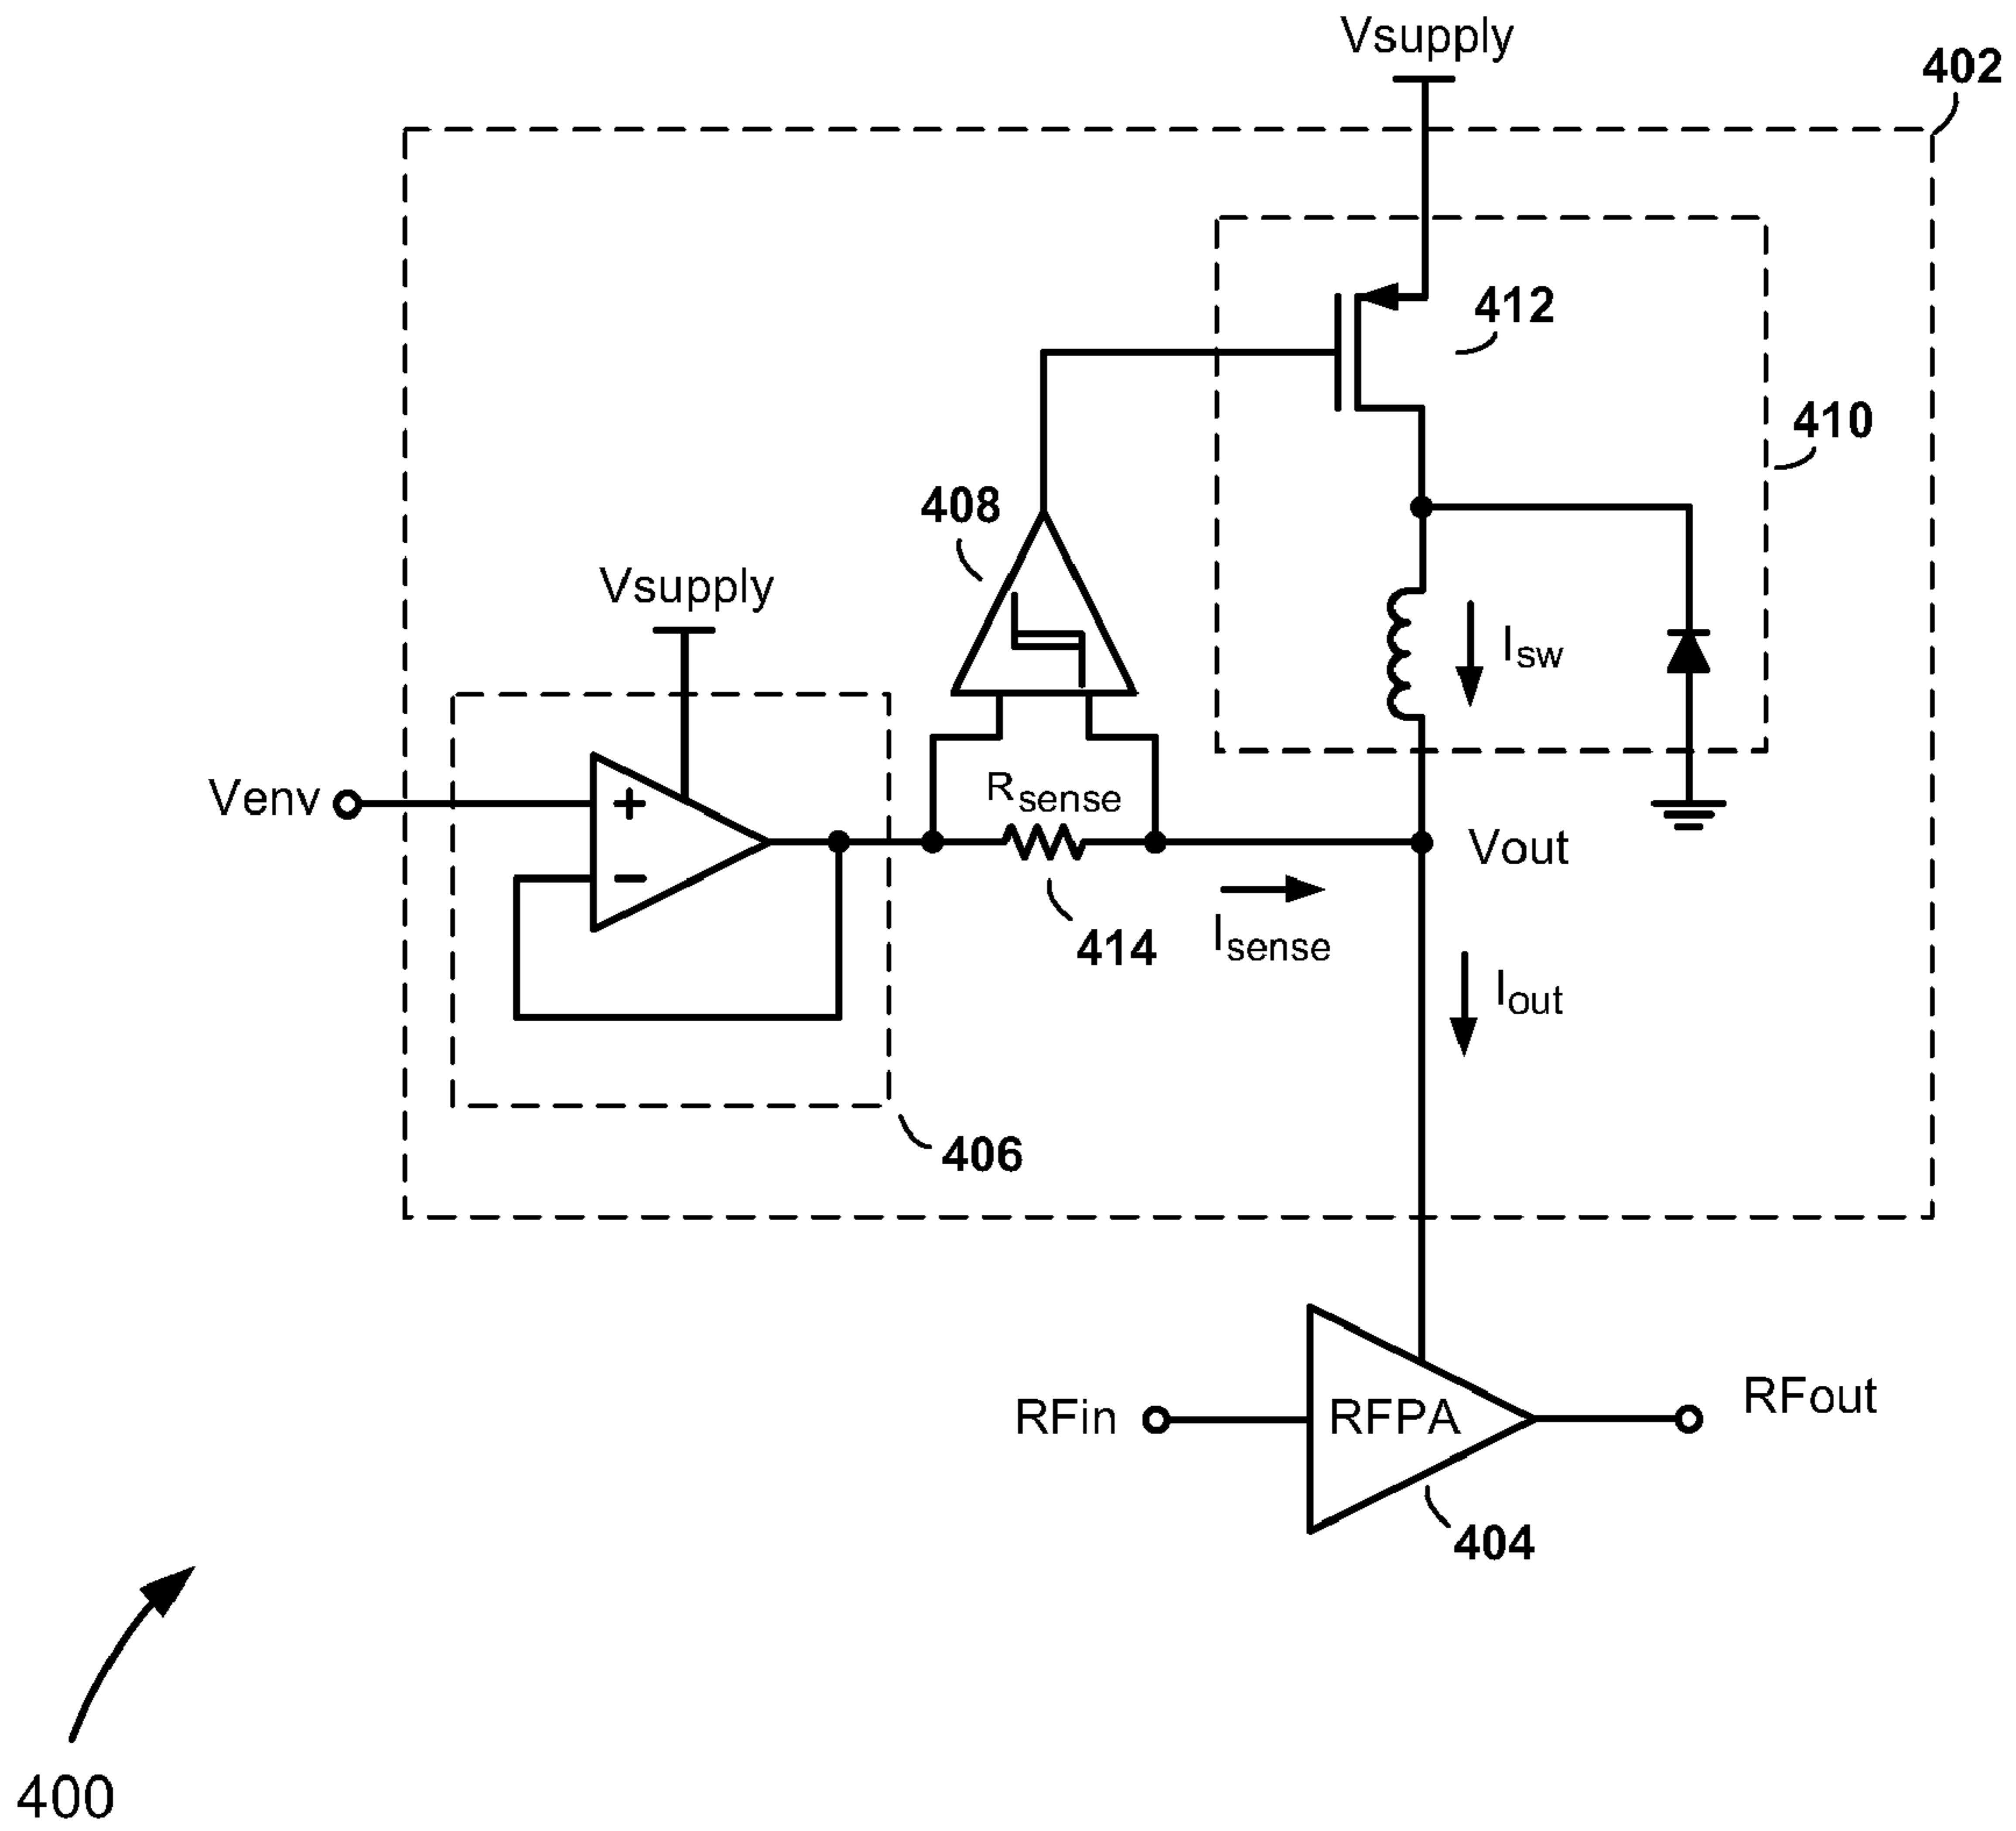 Vsupply
402
412
410
408
Vsupply
Isw
Venv
+
Rsense
−
Vout
414
Isense
Iout
406
RFin
RFPA
RFout
404
400